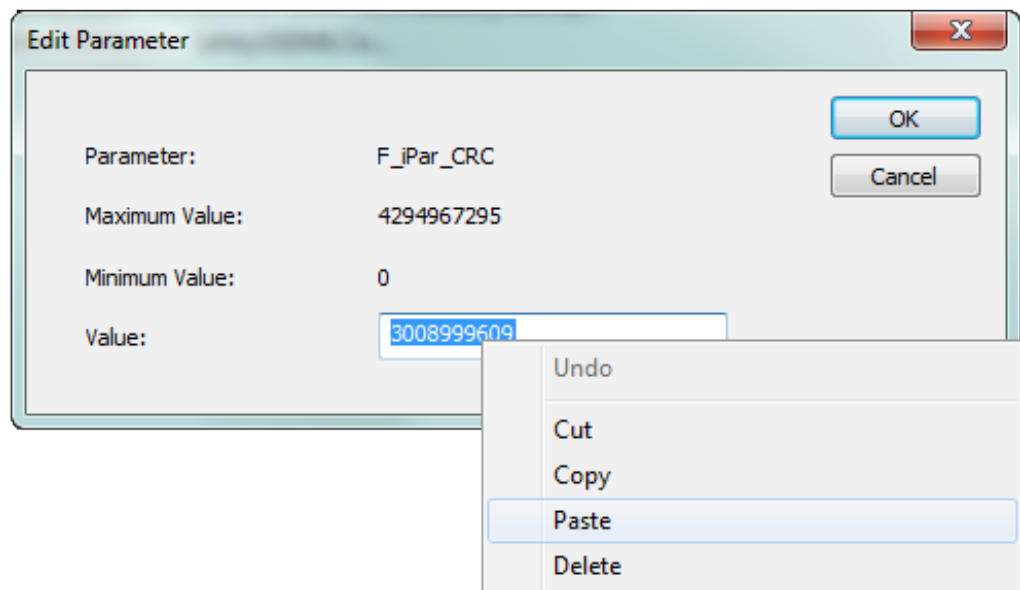 Edit Parameter
OK
Parameter: F_iPar_CRC
Cancel
Maximum Value: 4294967295
Minimum Value: 0
Value: 3008999609
Undo
Cut
Copy
Paste
Delete